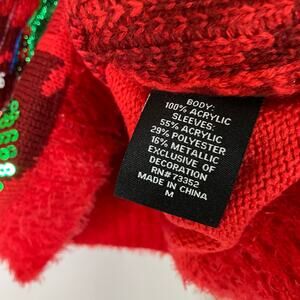 BODY:
100% ACRYLIC
SLEEVES:
55% ACRYLIC
29% POLYESTER
16% METALLIC
EXCLUSIVE OF
DECORATION
RN# 73352
MADE IN CHINA
M